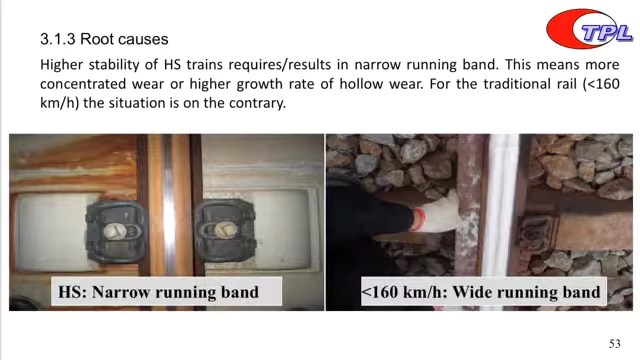 TPL
3.1.3 Root causes
Higher stability of HS trains requires/results in narrow running band. This means more
concentrated wear or higher growth rate of hollow wear. For the traditional rail (<160
km/h) the situation is on the contrary.
HS: Narrow running band
<160 km/h: Wide running band
53